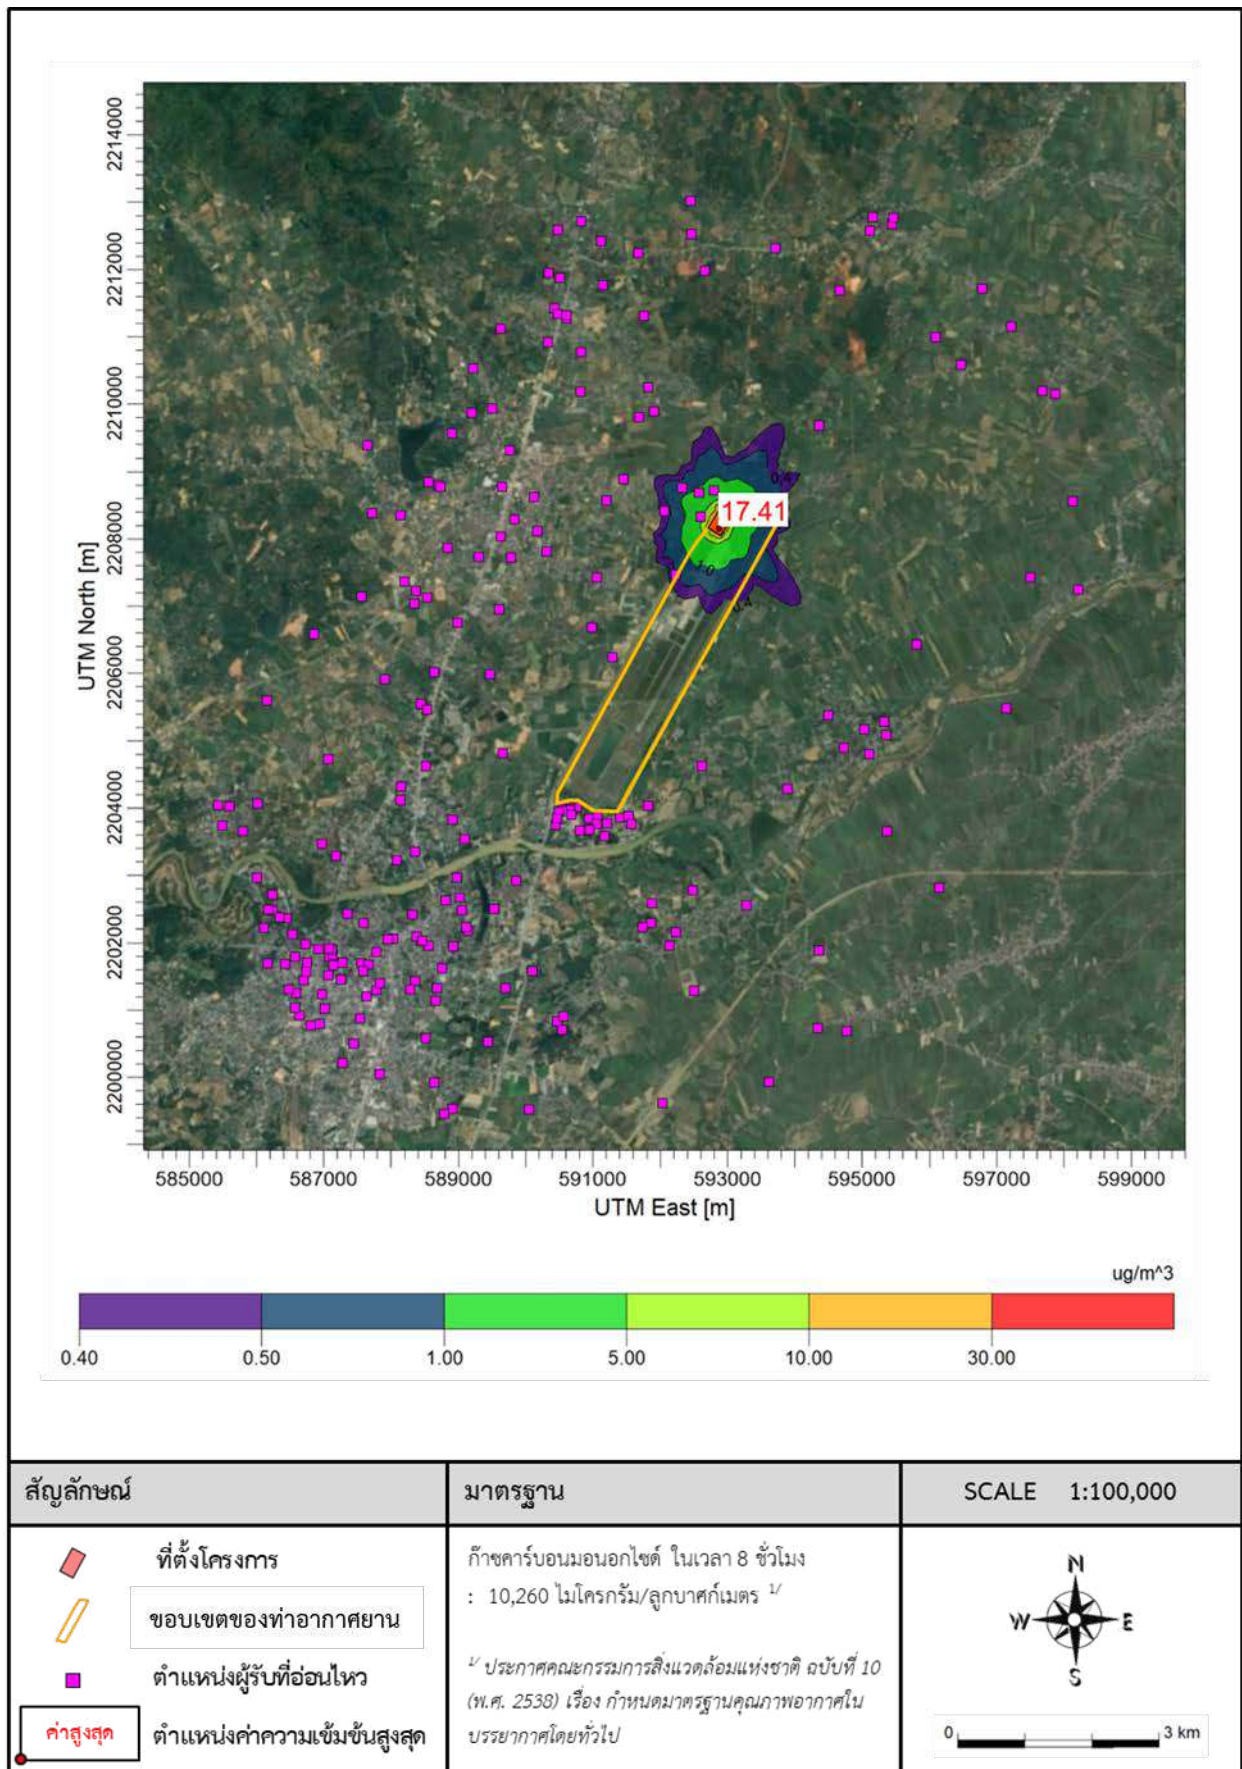 2214000
2212000
2210000
2208000
2206000
2204000
2202000
2200000
UTM North [m]
17.41
0.4
1.0
0.4
585000 587000 589000 591000 593000 595000 597000 599000
UTM East [m]
ug/m^3
0.40 0.50 1.00 5.00 10.00 30.00
สัญลักษณ์
ที่ตั้งโครงการ
ขอบเขตของท่าอากาศยาน
ตำแหน่งผู้รับที่อ่อนไหว
ค่าสูงสุด ตำแหน่งค่าความเข้มข้นสูงสุด
มาตรฐาน
ก๊าซคาร์บอนมอนอกไซด์ ในเวลา 8 ชั่วโมง
: 10,260 ไมโครกรัม/ลูกบาศก์เมตร 1/
1/ ประกาศคณะกรรมการสิ่งแวดล้อมแห่งชาติ ฉบับที่ 10
(พ.ศ. 2538) เรื่อง กำหนดมาตรฐานคุณภาพอากาศใน
บรรยากาศโดยทั่วไป
SCALE 1:100,000
N
W E
S
0 3 km